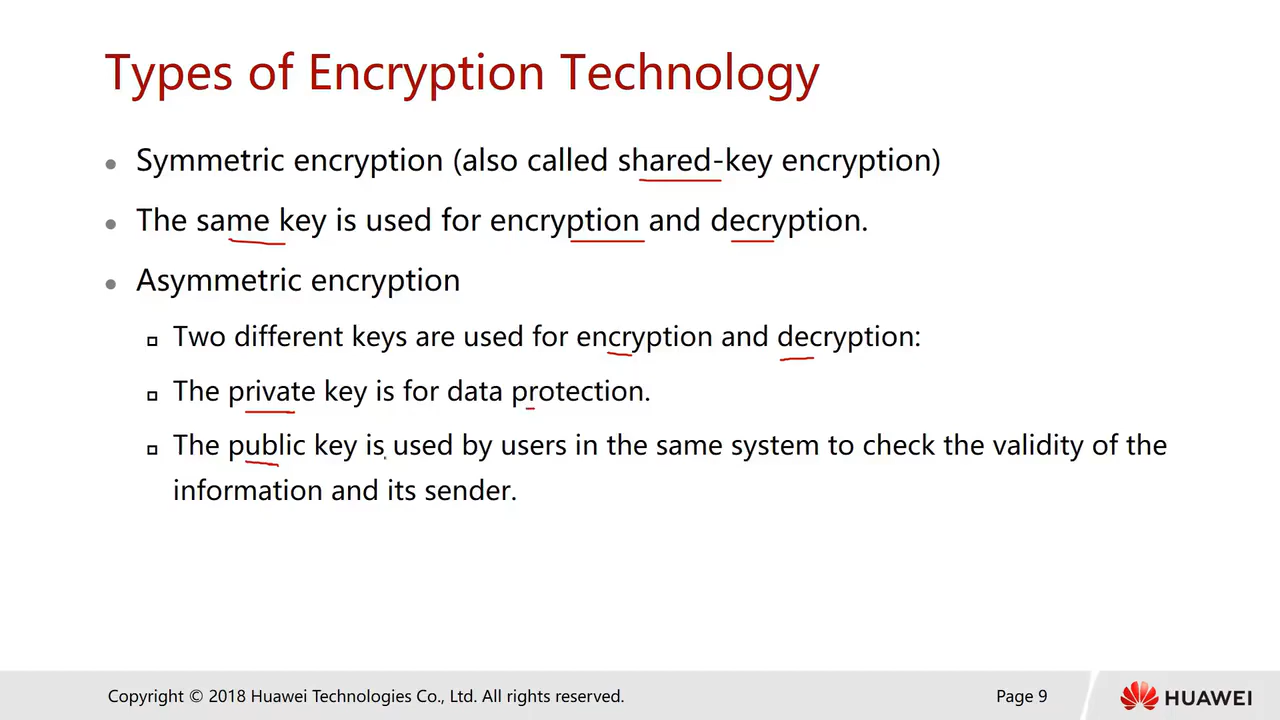 Types of Encryption Technology
Symmetric encryption (also called shared-key encryption)
The same key is used for encryption and decryption.
Asymmetric encryption
Two different keys are used for encryption and decryption:
The private key is for data protection.
The public key is used by users in the same system to check the validity of the
information and its sender.
Copyright © 2018 Huawei Technologies Co., Ltd. All rights reserved.
Page 9
HUAWEI